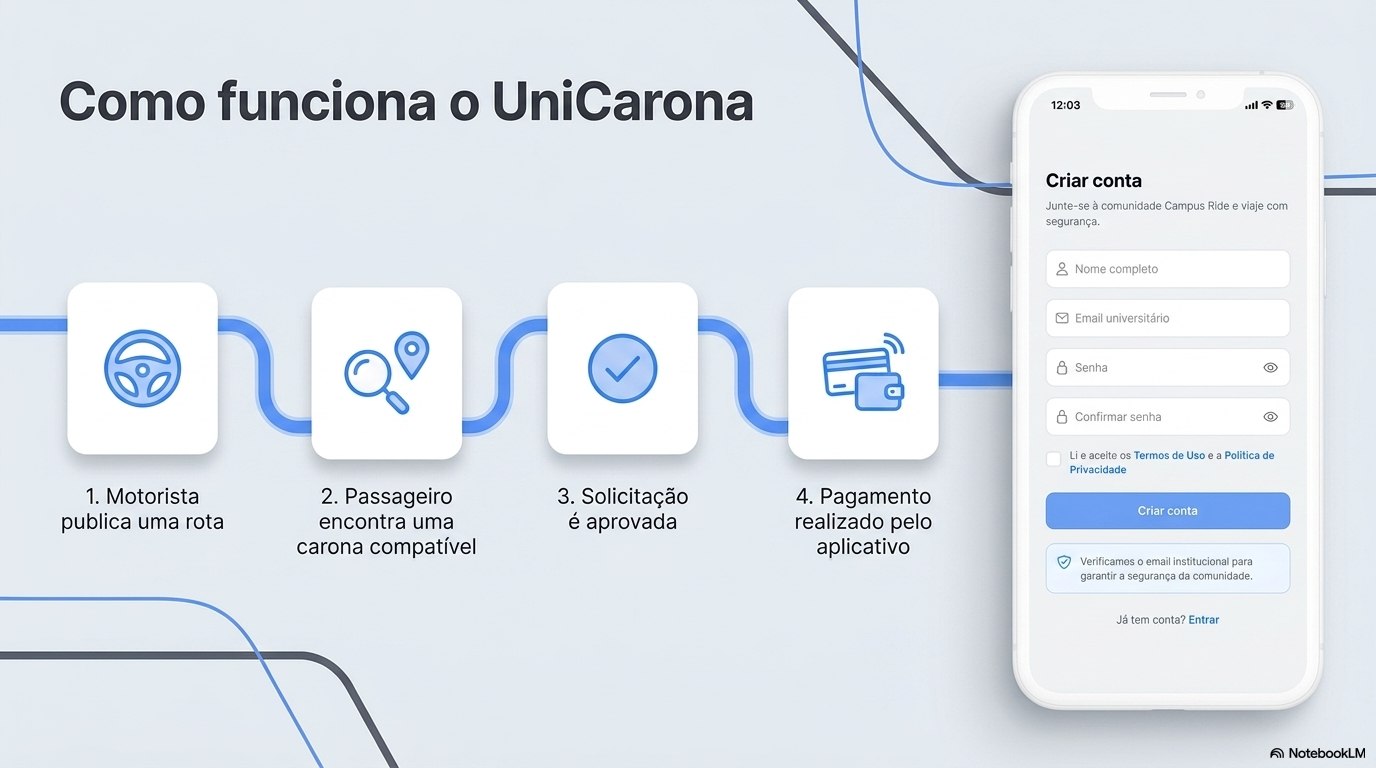 Como funciona o UniCarona
1. Motorista
publica uma rota
2. Passageiro
encontra uma
carona compatível
3. Solicitação
é aprovada
4. Pagamento
realizado pelo
aplicativo
12:03
Criar conta
Junte-se à comunidade Campus Ride e viaje com
segurança.
Nome completo
Email universitário
Senha
Confirmar senha
Li e aceite os Termos de Uso e a Politica de
Privacidade
Criar conta
Verificamos o email institucional para
garantir a segurança da comunidade.
Já tem conta? Entrar
NotebookLM